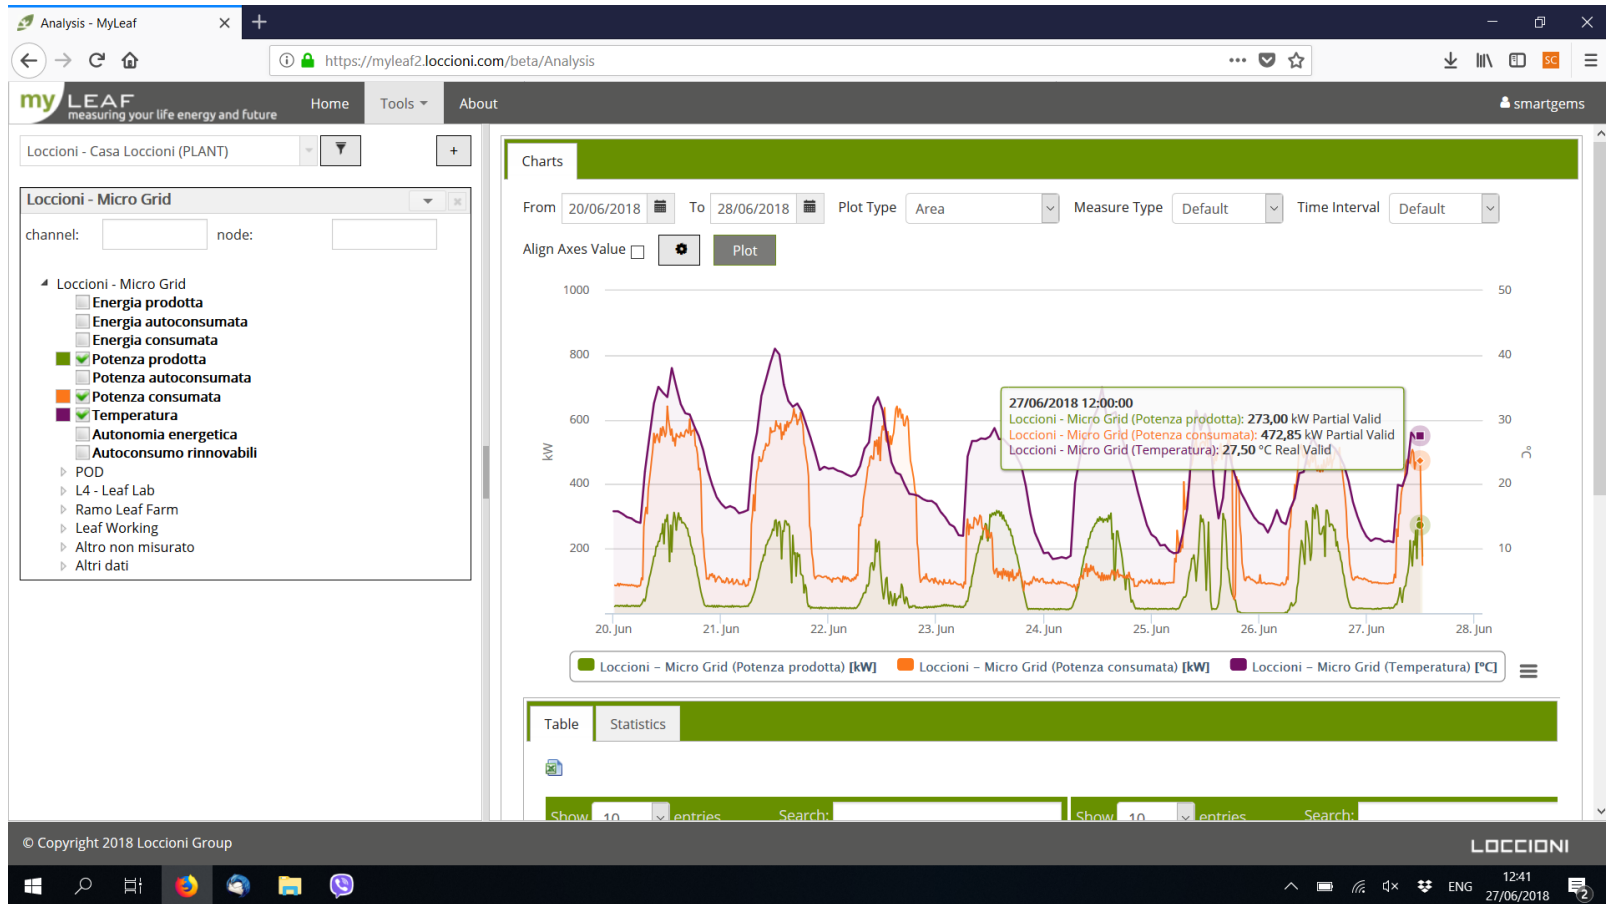 Analysis - MyLeaf
https://myleaf2.loccioni.com/beta/Analysis
SC
my LEAF
measuring your life energy and future
Home
Tools
About
smartgems
Loccioni - Casa Loccioni (PLANT)
+
Loccioni - Micro Grid
channel:
node:
Loccioni - Micro Grid
Energia prodotta
Energia autoconsumata
Energia consumata
Potenza prodotta
Potenza autoconsumata
Potenza consumata
Temperatura
Autonomia energetica
Autoconsumo rinnovabili
POD
L4 - Leaf Lab
Ramo Leaf Farm
Leaf Working
Altro non misurato
Altri dati
Charts
From 20/06/2018 To 28/06/2018 Plot Type Area Measure Type Default Time Interval Default
Align Axes Value Plot
1000 50
800 40
600 30
400 20
200 10
kW
°C
27/06/2018 12:00:00
Loccioni - Micro Grid (Potenza prodotta): 273,00 kW Partial Valid
Loccioni - Micro Grid (Potenza consumata): 472,85 kW Partial Valid
Loccioni - Micro Grid (Temperatura): 27,50 °C Real Valid
20. Jun 21. Jun 22. Jun 23. Jun 24. Jun 25. Jun 26. Jun 27. Jun 28. Jun
Loccioni - Micro Grid (Potenza prodotta) [kW] Loccioni - Micro Grid (Potenza consumata) [kW] Loccioni - Micro Grid (Temperatura) [°C]
Table
Statistics
Show 10 entries Search: Show 10 entries Search:
© Copyright 2018 Loccioni Group
LOCCIONI
ENG
12:41
27/06/2018
2